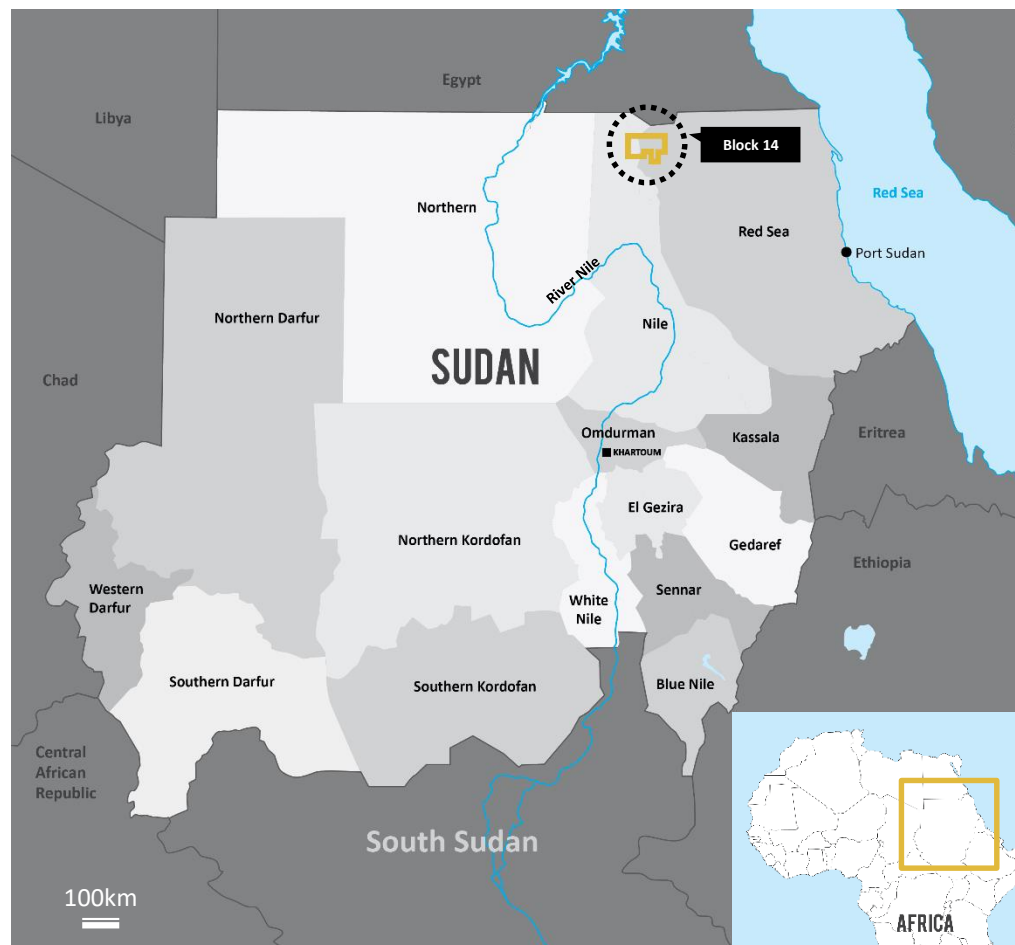 Egypt
Libya
Block 14
Northern
Red Sea
Red Sea
Port Sudan
River Nile
Northern Darfur
Nile
SUDAN
Chad
Omdurman
Kassala
Eritrea
KHARTOUM
El Gezira
Northern Kordofan
Gedaref
Ethiopia
Western
Darfur
Sennar
White
Nile
Southern Darfur
Southern Kordofan
Blue Nile
Central
African
Republic
South Sudan
100km
AFRICA